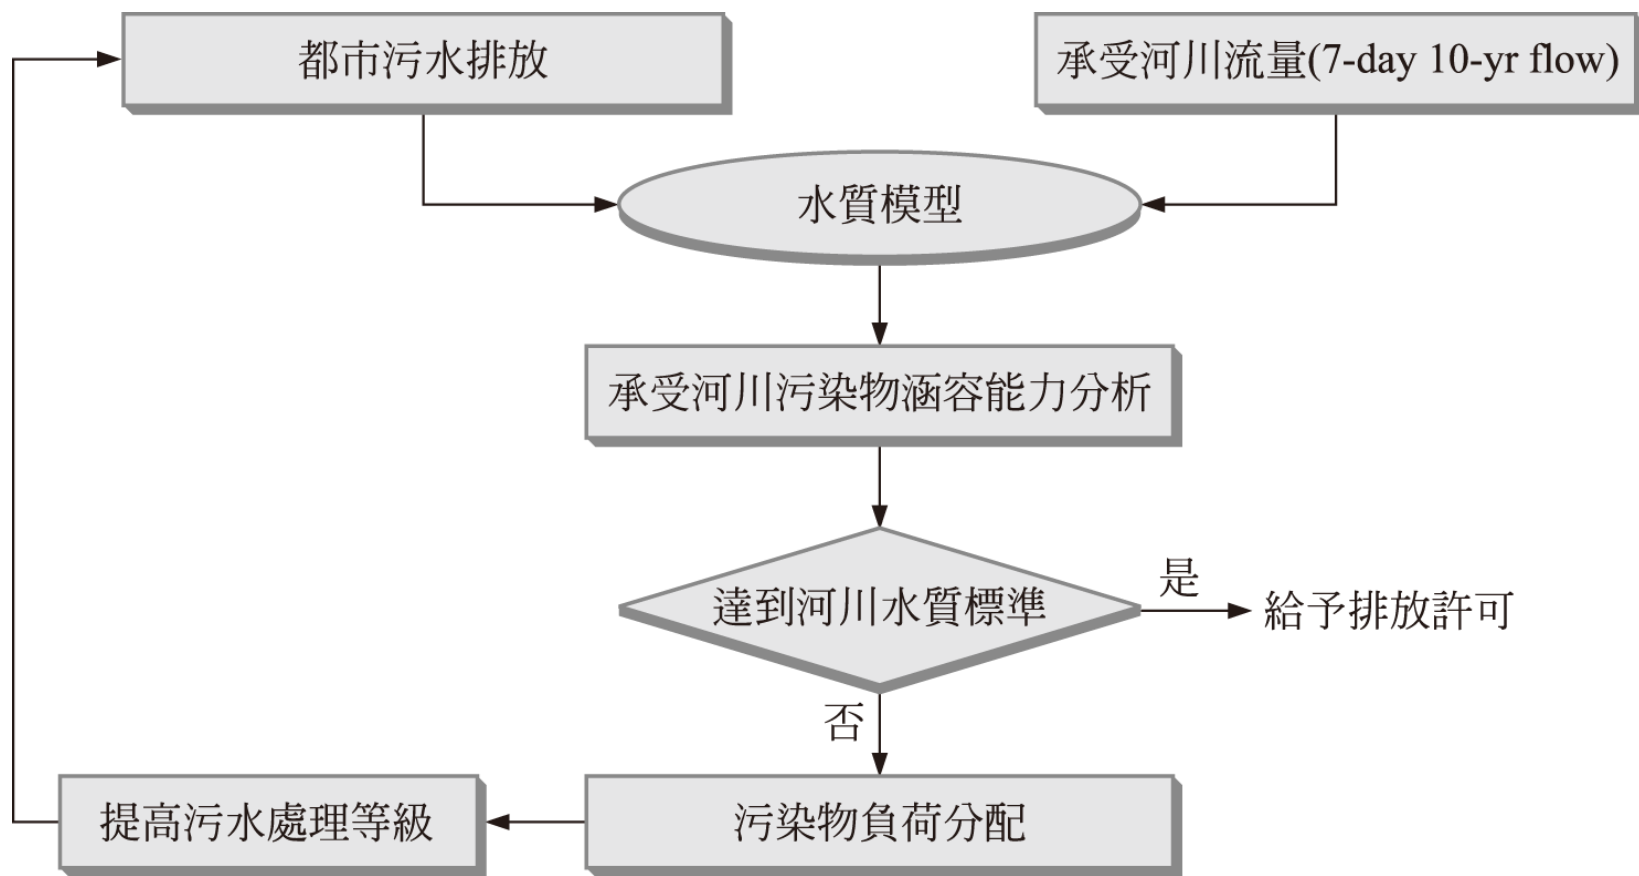 都市污水排放
承受河川流量(7-day 10-yr flow)
水質模型
承受河川污染物涵容能力分析
達到河川水質標準
是
給予排放許可
否
污染物負荷分配
提高污水處理等級